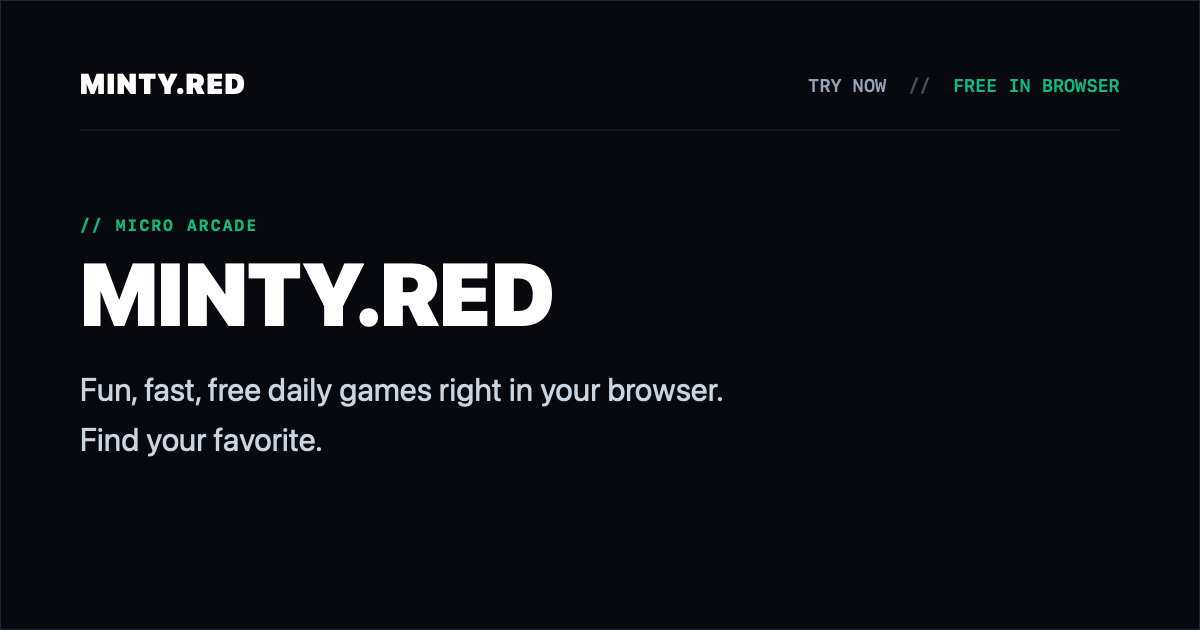 MINTY.RED
TRY NOW // FREE IN BROWSER
// MICRO ARCADE
MINTY.RED
Fun, fast, free daily games right in your browser.
Find your favorite.